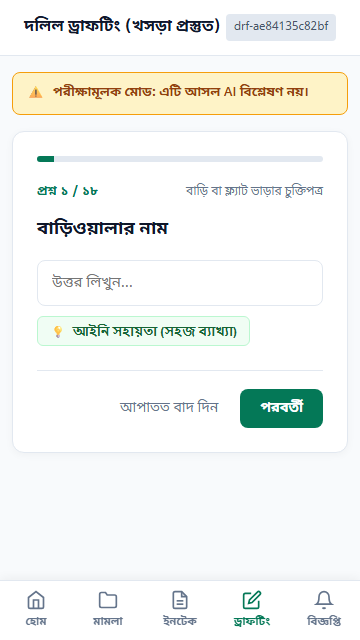 দলিল ড্রাফটিং (খসড়া প্রস্তুত) drf-ae84135c82bf
পরীক্ষামূলক মোড: এটি আসল AI বিশ্লেষণ নয়।
প্রশ্ন ১ / ১৮ বাড়ি বা ফ্ল্যাট ভাড়ার চুক্তিপত্র
বাড়িওয়ালার নাম
উত্তর লিখুন...
আইনি সহায়তা (সহজ ব্যাখ্যা)
আপাতত বাদ দিন পরবর্তী
হোম মামলা ইনটেক ড্রাফটিং বিজ্ঞপ্তি